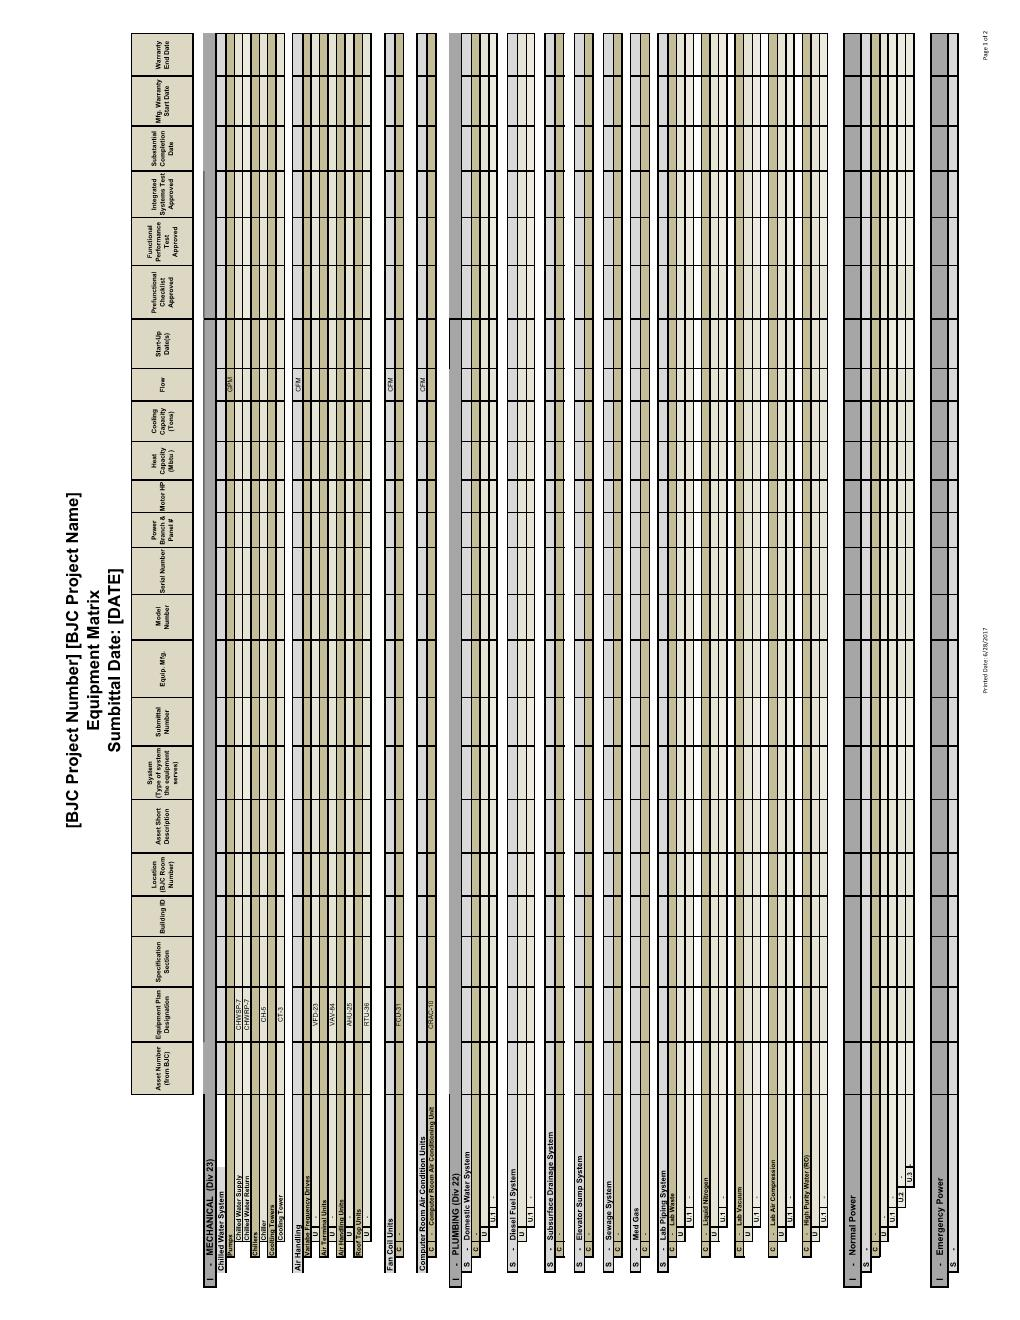 [BJC Project Number] [BJC Project Name]
Equipment Matrix
Sumbittal Date: [DATE]
Asset Number
(from BJC)
Equipment Plan
Designation
Specification
Section
Building ID
Location
(BJC Room
Number)
Asset Short
Description
System
(Type of system
the equipment
serves)
Submittal
Number
Equip. Mfg.
Model
Number
Serial Number
Power
Branch &
Panel #
Motor HP
Heat
Capacity
(Mbtu )
Cooling
Capacity
(Tons)
Flow
Start-Up
Date(s)
Prefunctional
Checklist
Approved
Functional
Performance
Test
Approved
Integrated
Systems Test
Approved
Substantial
Completion
Date
Mfg. Warranty
Start Date
Warranty
End Date
I - MECHANICAL (Div 23)
Chilled Water System
Pumps GPM
Chilled Water Supply CHWSP-7
Chilled Water Return CHWRP-7
Chillers
Chiller CH-5
Cooling Towers
Cooling Tower CT-3
Air Handling CFM
Variable Frequency Drives
U - VFD-23
Air Terminal Units
U - VAV-84
Air Handling Units
U - AHU-25
Roof Top Units
U - RTU-36
Fan Coil Units CFM
C - FCU-31
Computer Room Air Condition Units CFM
C - Computer Room Air Conditioning Unit CRAC-10
I - PLUMBING (Div 22)
S - Domestic Water System
C -
U -
U.1 -
S - Diesel Fuel System
U -
U.1 -
S - Subsurface Drainage System
C -
S - Elevator Sump System
C -
S - Sewage System
C -
S - Med Gas
C -
S - Lab Piping System
C - Lab Waste
U -
U.1 -
C - Liquid Nitrogen
U -
U.1 -
C - Lab Vacuum
U -
U.1 -
C - Lab Air Compression
U -
U.1 -
C - High Purity Water (RO)
U -
U.1 -
I - Normal Power
S -
C -
U -
U.1 -
U.2 -
U.3 -
I - Emergency Power
S -
Printed Date: 6/28/2017
Page 1 of 2